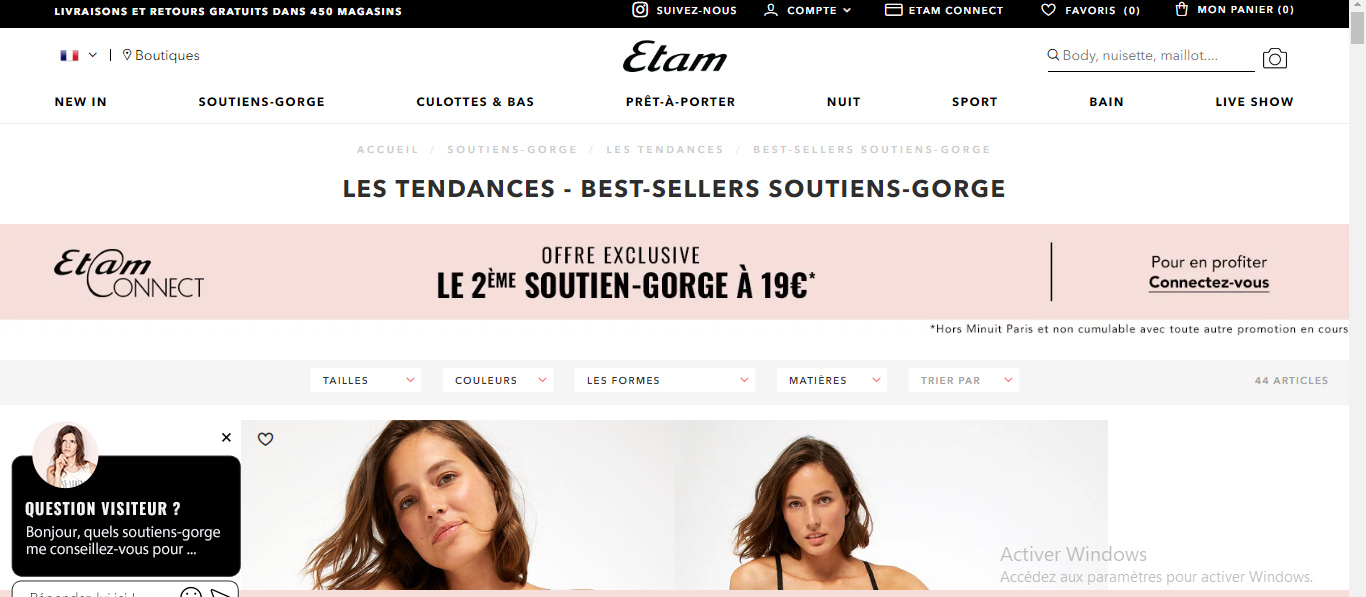 LIVRAISONS ET RETOURS GRATUITS DANS 450 MAGASINS
SUIVEZ-NOUS
COMPTE
ETAM CONNECT
FAVORIS (0)
MON PANIER (0)
Boutiques
Etam
Body, nuisette, maillot....
NEW IN
SOUTIENS-GORGE
CULOTTES & BAS
PRÊT-À-PORTER
NUIT
SPORT
BAIN
LIVE SHOW
ACCUEIL / SOUTIENS-GORGE / LES TENDANCES / BEST-SELLERS SOUTIENS-GORGE
LES TENDANCES - BEST-SELLERS SOUTIENS-GORGE
Et@m
CONNECT
OFFRE EXCLUSIVE
LE 2ÈME SOUTIEN-GORGE À 19€*
Pour en profiter
Connectez-vous
*Hors Minuit Paris et non cumulable avec toute autre promotion en cours
TAILLES
COULEURS
LES FORMES
MATIÈRES
TRIER PAR
44 ARTICLES
QUESTION VISITEUR ?
Bonjour, quels soutiens-gorge
me conseillez-vous pour ...
Répondez lui ici !
Activer Windows
Accédez aux paramètres pour activer Windows.